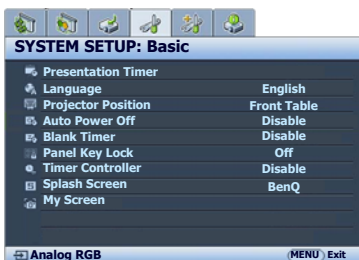 SYSTEM SETUP: Basic
Presentation Timer
Language English
Projector Position Front Table
Auto Power Off Disable
Blank Timer Disable
Panel Key Lock Off
Timer Controller Disable
Splash Screen BenQ
My Screen
Analog RGB MENU Exit